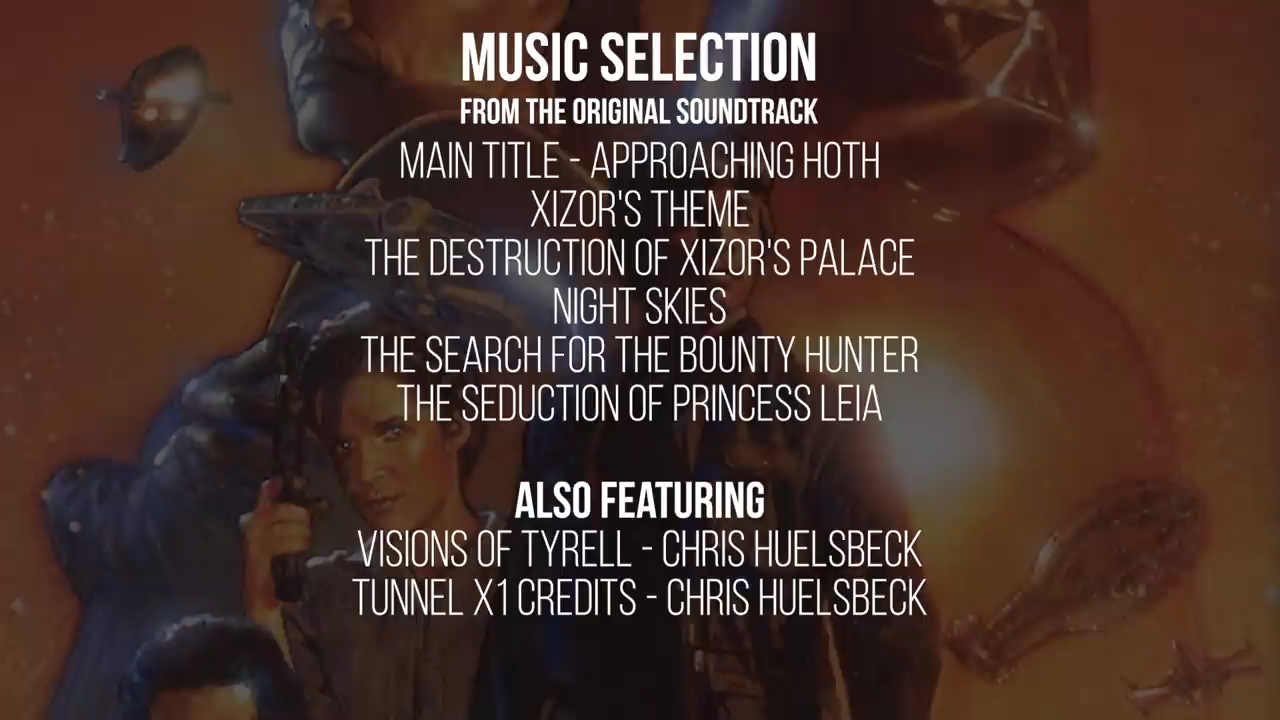 MUSIC SELECTION
FROM THE ORIGINAL SOUNDTRACK
MAIN TITLE - APPROACHING HOTH
XIZOR'S THEME
THE DESTRUCTION OF XIZOR'S PALACE
NIGHT SKIES
THE SEARCH FOR THE BOUNTY HUNTER
THE SEDUCTION OF PRINCESS LEIA
ALSO FEATURING
VISIONS OF TYRELL - CHRIS HUELSBECK
TUNNEL X1 CREDITS - CHRIS HUELSBECK